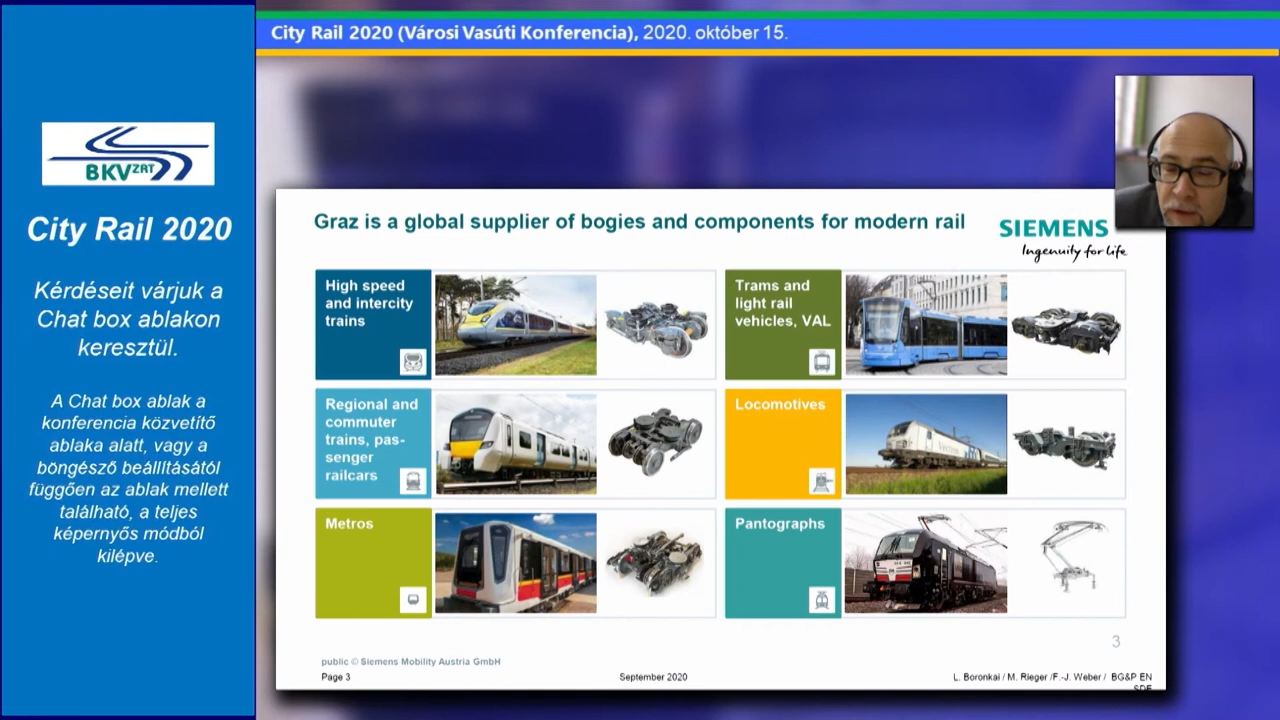 City Rail 2020 (Városi Vasúti Konferencia), 2020. október 15.
BKV ZRT
City Rail 2020
Kérdéseit várjuk a
Chat box ablakon
keresztül.
A Chat box ablak a
konferencia közvetítő
ablaka alatt, vagy a
böngésző beállításától
függően az ablak mellett
található, a teljes
képernyős módból
kilépve.
Graz is a global supplier of bogies and components for modern rail
SIEMENS
Ingenuity for life
High speed
and intercity
trains
Trams and
light rail
vehicles, VAL
Regional and
commuter
trains, pas-
senger
railcars
Locomotives
Metros
Pantographs
3
public © Siemens Mobility Austria GmbH
Page 3
September 2020
L. Boronkai / M. Rieger /F.-J. Weber / BG&P EN
SDE